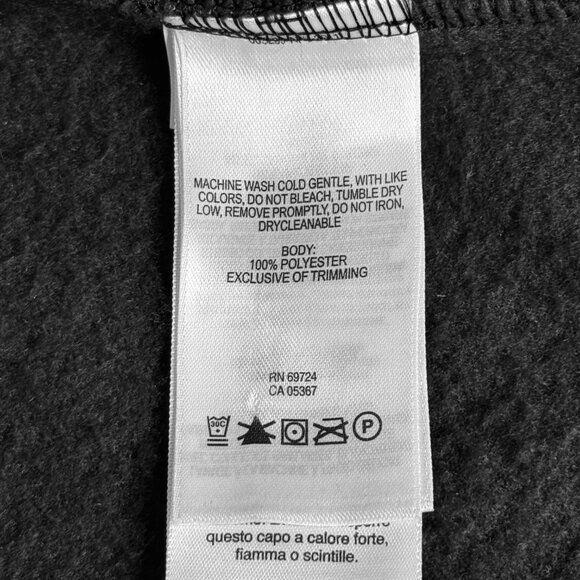 MACHINE WASH COLD GENTLE, WITH LIKE
COLORS, DO NOT BLEACH, TUMBLE DRY
LOW, REMOVE PROMPTLY, DO NOT IRON,
DRYCLEANABLE
BODY:
100% POLYESTER
EXCLUSIVE OF TRIMMING
RN 69724
CA 05367
30C P
questo capo a calore forte,
fiamma o scintille.